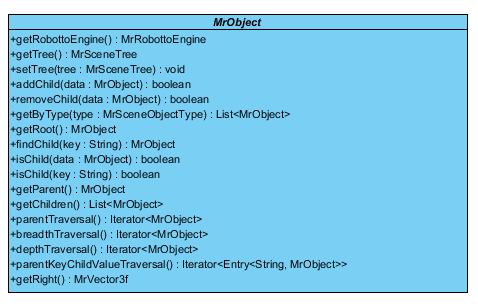 MrObject
+getRobottoEngine() : MrRobottoEngine
+getTree() : MrSceneTree
+setTree(tree : MrSceneTree) : void
+addChild(data : MrObject) : boolean
+removeChild(data : MrObject) : boolean
+getByType(type : MrSceneObjectType) : List<MrObject>
+getRoot() : MrObject
+findChild(key : String) : MrObject
+isChild(data : MrObject) : boolean
+isChild(key : String) : boolean
+getParent() : MrObject
+getChildren() : List<MrObject>
+parentTraversal() : Iterator<MrObject>
+breadthTraversal() : Iterator<MrObject>
+depthTraversal() : Iterator<MrObject>
+parentKeyChildValueTraversal() : Iterator<Entry<String, MrObject>>
+getRight() : MrVector3f